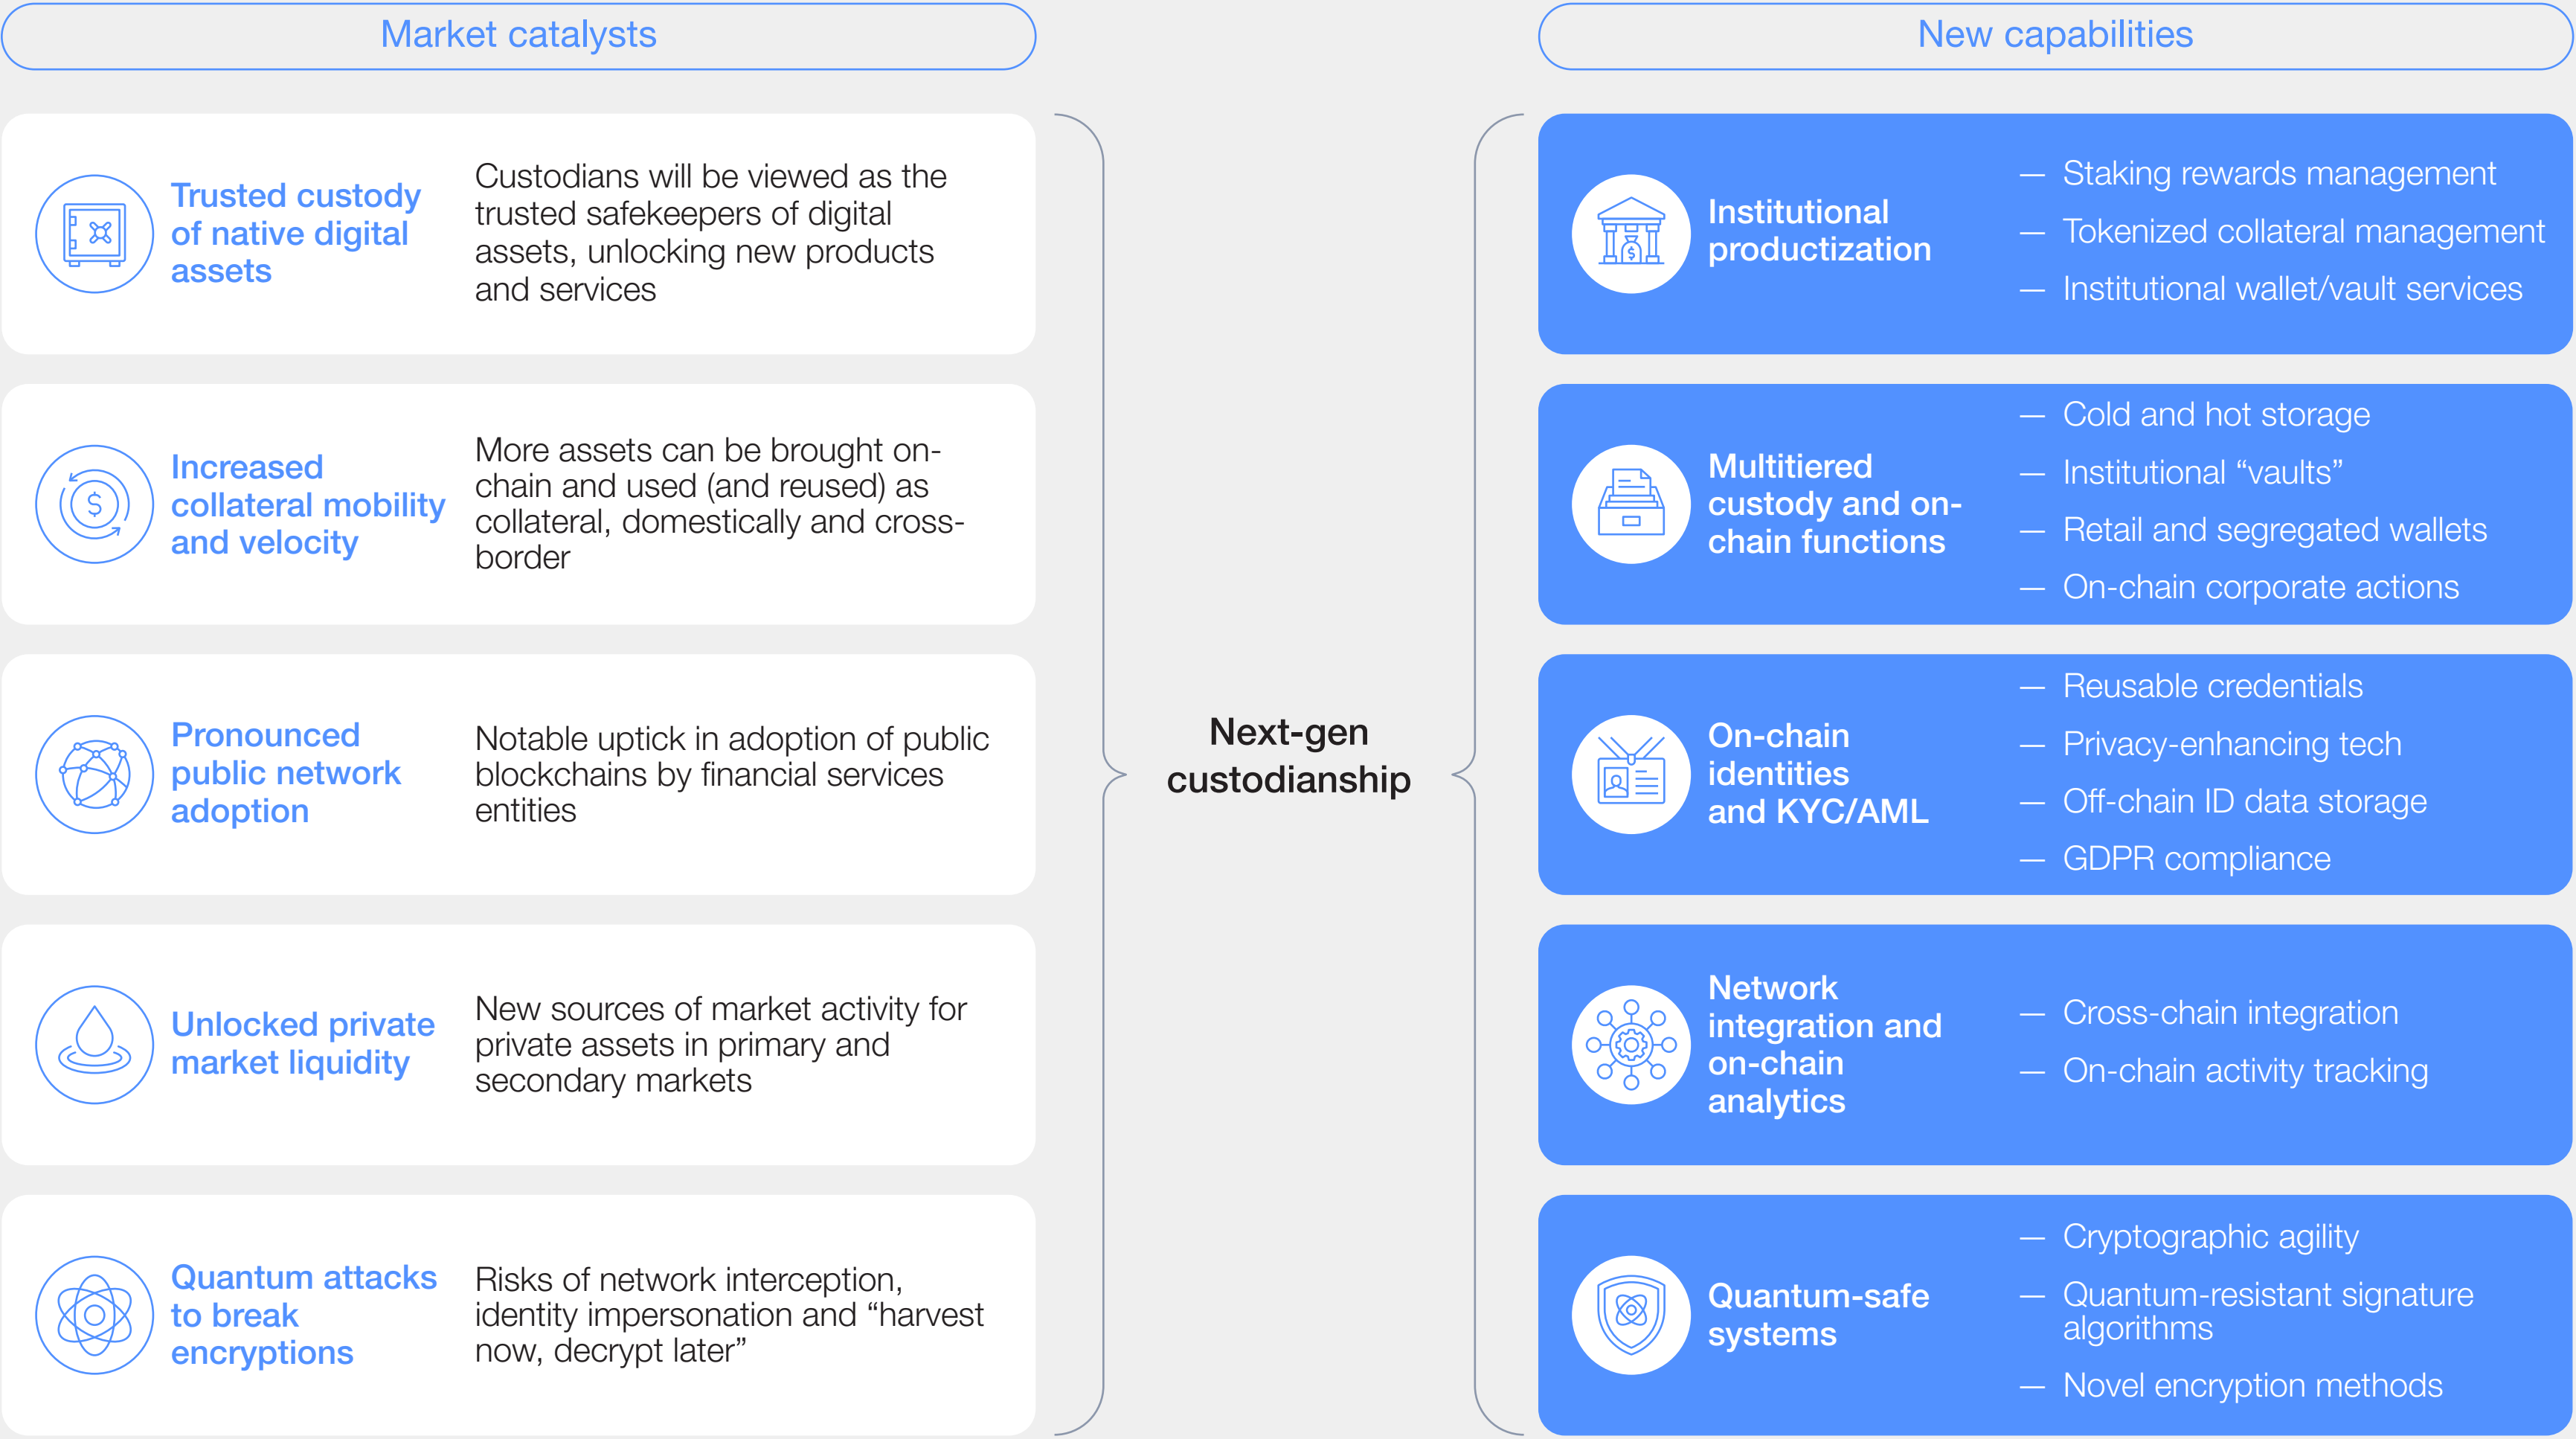 Market catalysts
Trusted custody
of native digital
assets
Custodians will be viewed as the
trusted safekeepers of digital
assets, unlocking new products
and services
Increased
collateral mobility
and velocity
More assets can be brought on-
chain and used (and reused) as
collateral, domestically and cross-
border
Pronounced
public network
adoption
Notable uptick in adoption of public
blockchains by financial services
entities
Unlocked private
market liquidity
New sources of market activity for
private assets in primary and
secondary markets
Quantum attacks
to break
encryptions
Risks of network interception,
identity impersonation and “harvest
now, decrypt later”
Next-gen
custodianship
New capabilities
Institutional
productization
— Staking rewards management
— Tokenized collateral management
— Institutional wallet/vault services
Multitiered
custody and on-
chain functions
— Cold and hot storage
— Institutional “vaults”
— Retail and segregated wallets
— On-chain corporate actions
On-chain
identities
and KYC/AML
— Reusable credentials
— Privacy-enhancing tech
— Off-chain ID data storage
— GDPR compliance
Network
integration and
on-chain
analytics
— Cross-chain integration
— On-chain activity tracking
Quantum-safe
systems
— Cryptographic agility
— Quantum-resistant signature
algorithms
— Novel encryption methods